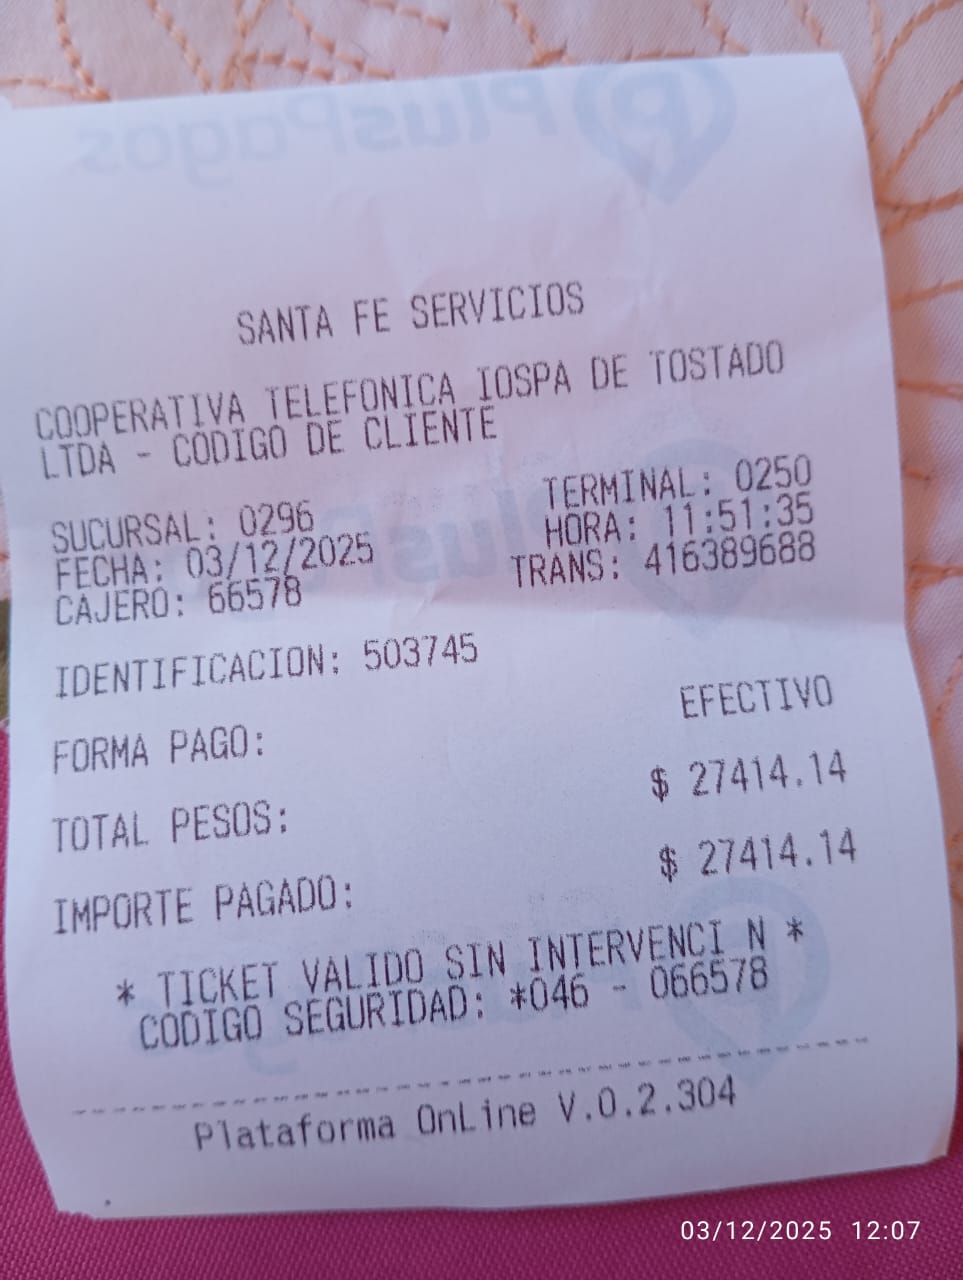 PlusPagos
SANTA FE SERVICIOS
COOPERATIVA TELEFONICA IOSPA DE TOSTADO
LTDA - CODIGO DE CLIENTE
SUCURSAL: 0296 TERMINAL: 0250
FECHA: 03/12/2025 HORA: 11:51:35
CAJERO: 66578 TRANS: 416389688
IDENTIFICACION: 503745
FORMA PAGO: EFECTIVO
TOTAL PESOS: $ 27414.14
IMPORTE PAGADO: $ 27414.14
* TICKET VALIDO SIN INTERVENCI N *
CODIGO SEGURIDAD: *046 - 066578
Plataforma OnLine V.0.2.304
03/12/2025 12:07